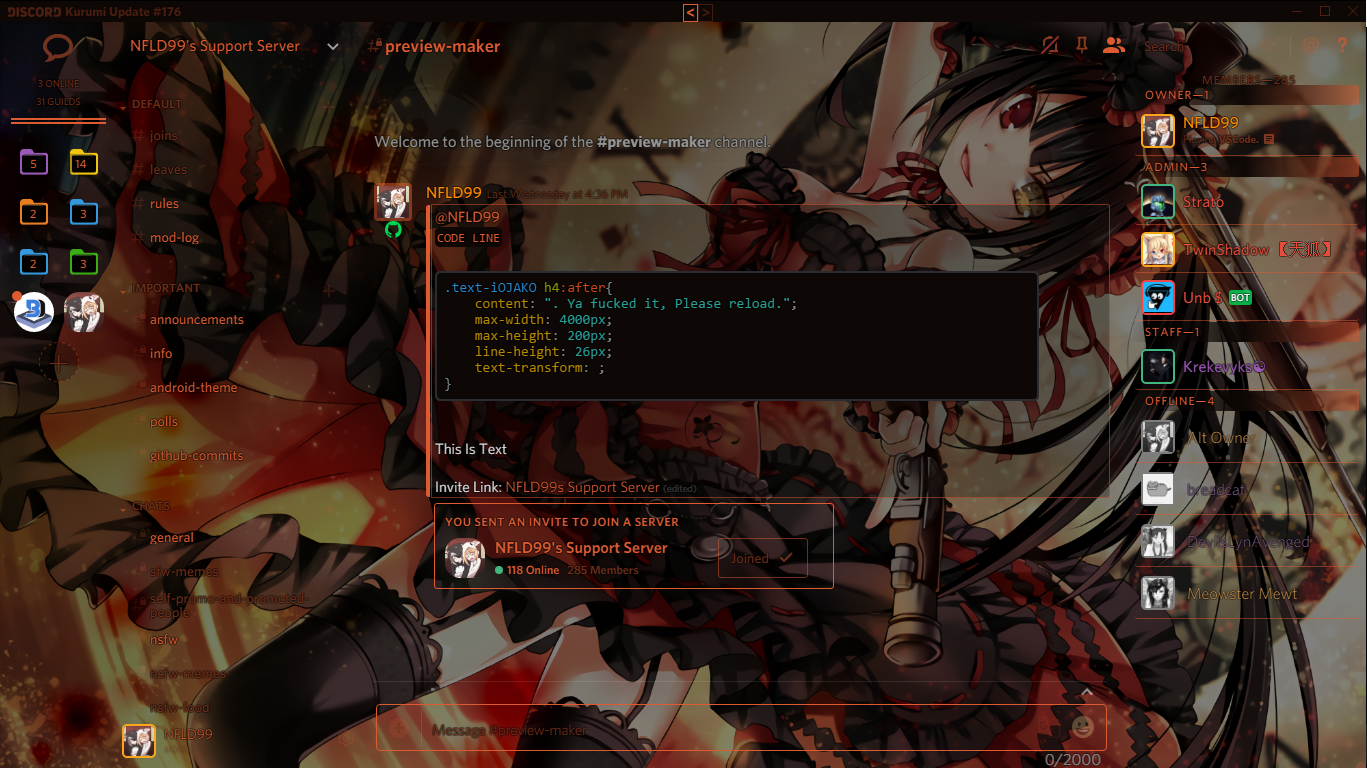 DISCORD Kurumi Update #176
< >
NFLD99's Support Server
#preview-maker
Search
@ ?
3 ONLINE
31 GUILDS
5
14
2
3
2
3
DEFAULT
joins
leaves
rules
mod-log
IMPORTANT
announcements
info
android-theme
polls
github-commits
CHATS
general
sfw-memes
self-promo-and-promoted-
people
nsfw
nsfw-memes
nsfw-food
NFLD99
Welcome to the beginning of the #preview-maker channel.
NFLD99 Last Wednesday at 4:36 PM
@NFLD99
CODE LINE
.text-iOJAKO h4:after{
content: ". Ya fucked it, Please reload.";
max-width: 4000px;
max-height: 200px;
line-height: 26px;
text-transform: ;
}
This Is Text
Invite Link: NFLD99s Support Server (edited)
YOU SENT AN INVITE TO JOIN A SERVER
NFLD99's Support Server
118 Online 285 Members
Joined
Message #preview-maker
0/2000
MEMBERS—285
OWNER—1
NFLD99
Playing VSCode.
ADMIN—3
Strato
TwinShadow 【天狐】
Unb $ BOT
STAFF—1
Krekevyks
OFFLINE—4
Alt Owner
breadcat
Meowster Mewt